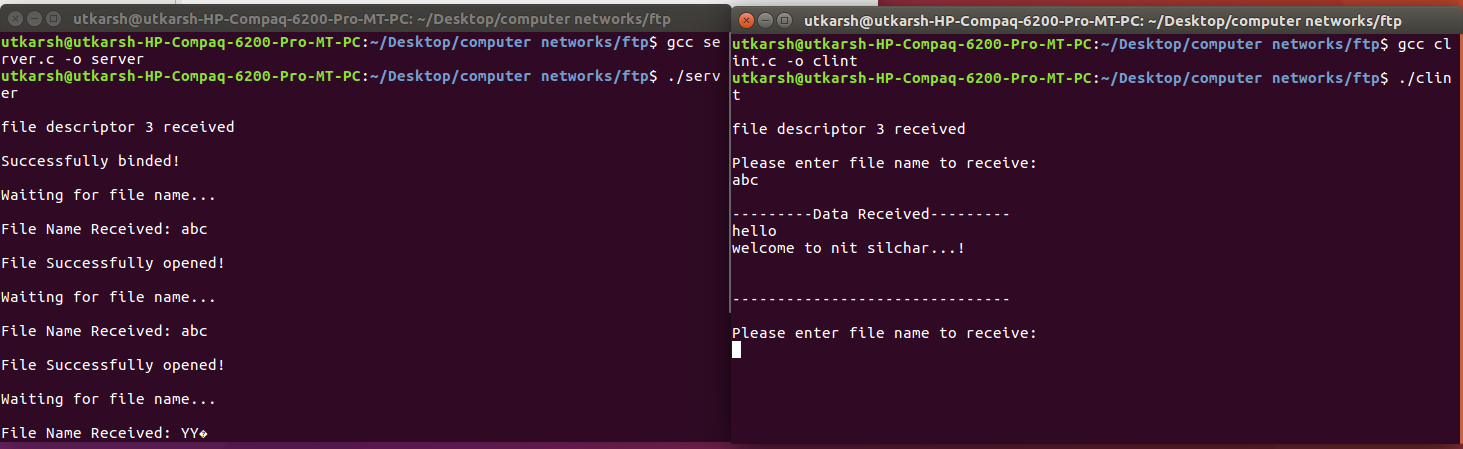 utkarsh@utkarsh-HP-Compaq-6200-Pro-MT-PC: ~/Desktop/computer networks/ftp
utkarsh@utkarsh-HP-Compaq-6200-Pro-MT-PC:~/Desktop/computer networks/ftp$ gcc se
rver.c -o server
utkarsh@utkarsh-HP-Compaq-6200-Pro-MT-PC:~/Desktop/computer networks/ftp$ ./serv
er
file descriptor 3 received
Successfully binded!
Waiting for file name...
File Name Received: abc
File Successfully opened!
Waiting for file name...
File Name Received: abc
File Successfully opened!
Waiting for file name...
File Name Received: YY�
utkarsh@utkarsh-HP-Compaq-6200-Pro-MT-PC: ~/Desktop/computer networks/ftp
utkarsh@utkarsh-HP-Compaq-6200-Pro-MT-PC:~/Desktop/computer networks/ftp$ gcc cl
int.c -o clint
utkarsh@utkarsh-HP-Compaq-6200-Pro-MT-PC:~/Desktop/computer networks/ftp$ ./clin
t
file descriptor 3 received
Please enter file name to receive:
abc
---------Data Received---------
hello
welcome to nit silchar...!
-------------------------------
Please enter file name to receive: